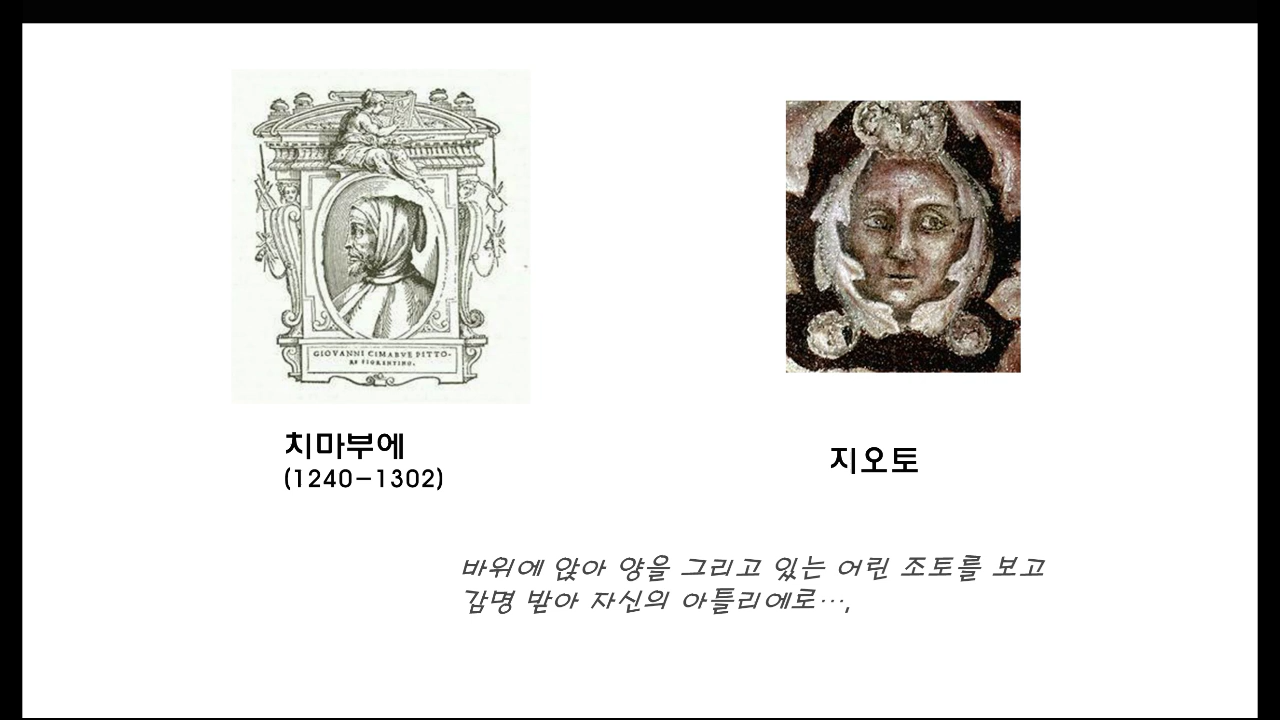 GIOVANNI CIMABVE PITTO-
RE FIORENTINO.
치마부에
(1240-1302)
지오토
바위에 앉아 양을 그리고 있는 어린 조토를 보고
감명 받아 자신의 아틀리에로…,